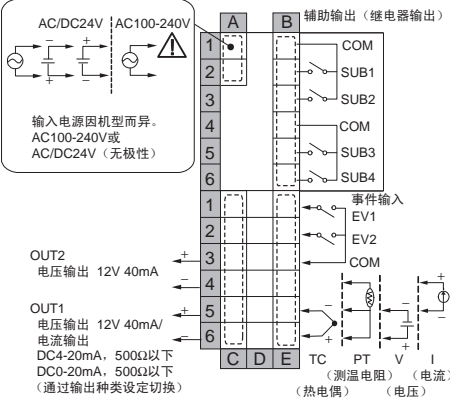 AC/DC24V AC100-240V
输入电源因机型而异。
AC100-240V或
AC/DC24V（无极性）
A B
辅助输出（继电器输出）
1
2
3
4
5
6
COM
SUB1
SUB2
COM
SUB3
SUB4
1
2
3
4
5
6
事件输入
EV1
EV2
COM
OUT2
电压输出 12V 40mA
OUT1
电压输出 12V 40mA/
电流输出
DC4-20mA，500Ω以下
DC0-20mA，500Ω以下
（通过输出种类设定切换）
C D E
TC PT V I
（测温电阻）（电流）
（热电偶）（电压）